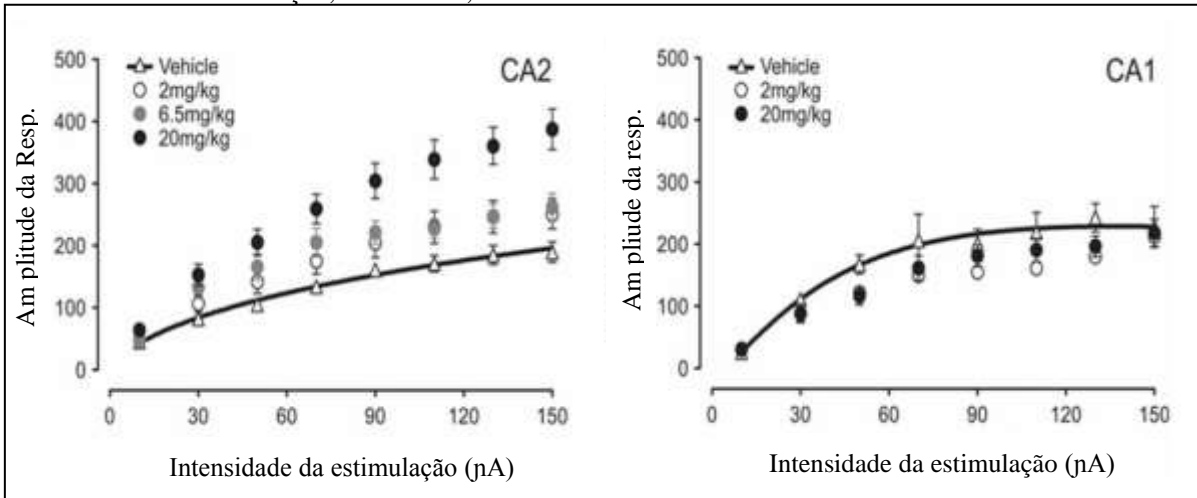 Vehicle
2mg/kg
6.5mg/kg
20mg/kg
CA2
Am plitude da Resp.
400
300
200
100
0
0
30
60
90
120
150
Intensidade da estimulação (ɲA)
Vehicle
2mg/kg
20mg/kg
CA1
Am pliude da resp.
500
400
300
200
100
0
0
30
60
90
120
150
Intensidade da estimulação (ɲA)